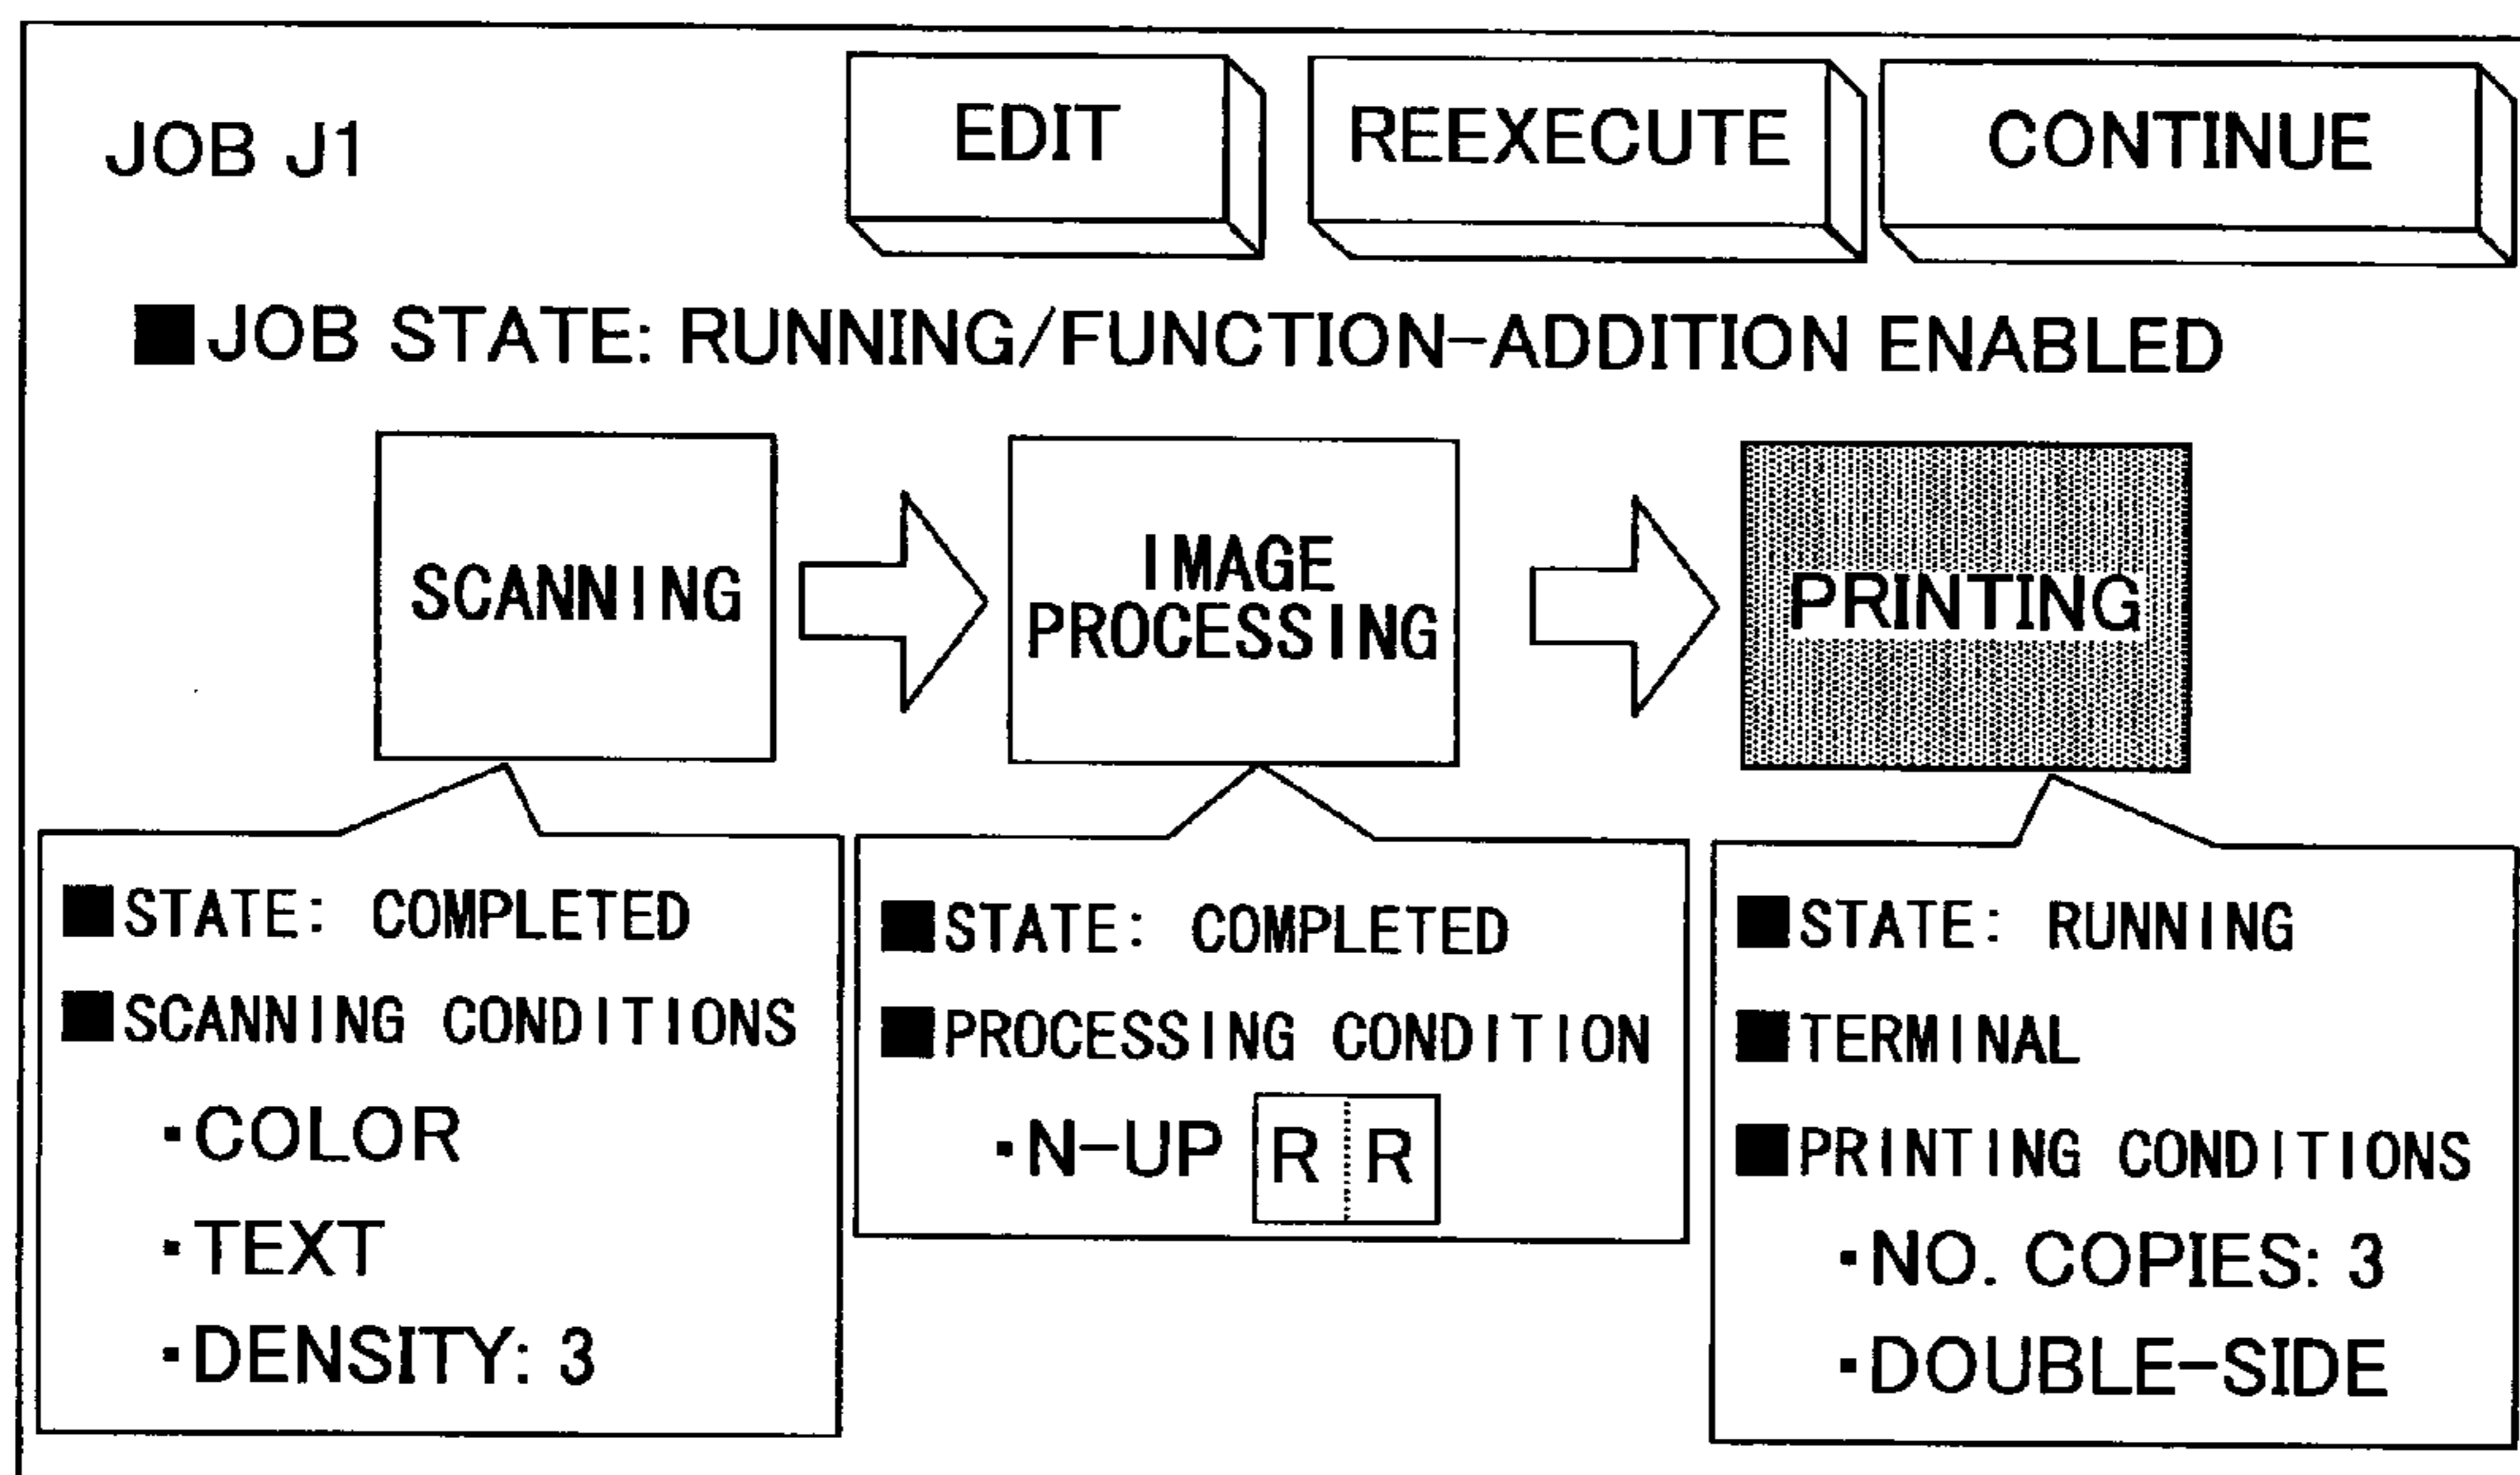 JOB J1
EDIT
REEXECUTE
CONTINUE
■JOB STATE: RUNNING/FUNCTION-ADDITION ENABLED
SCANNING
IMAGE
PROCESSING
PRINTING
■STATE: COMPLETED
■SCANNING CONDITIONS
・COLOR
・TEXT
・DENSITY: 3
■STATE: COMPLETED
■PROCESSING CONDITION
・N-UP R R
■STATE: RUNNING
■TERMINAL
■PRINTING CONDITIONS
・NO. COPIES: 3
・DOUBLE-SIDE